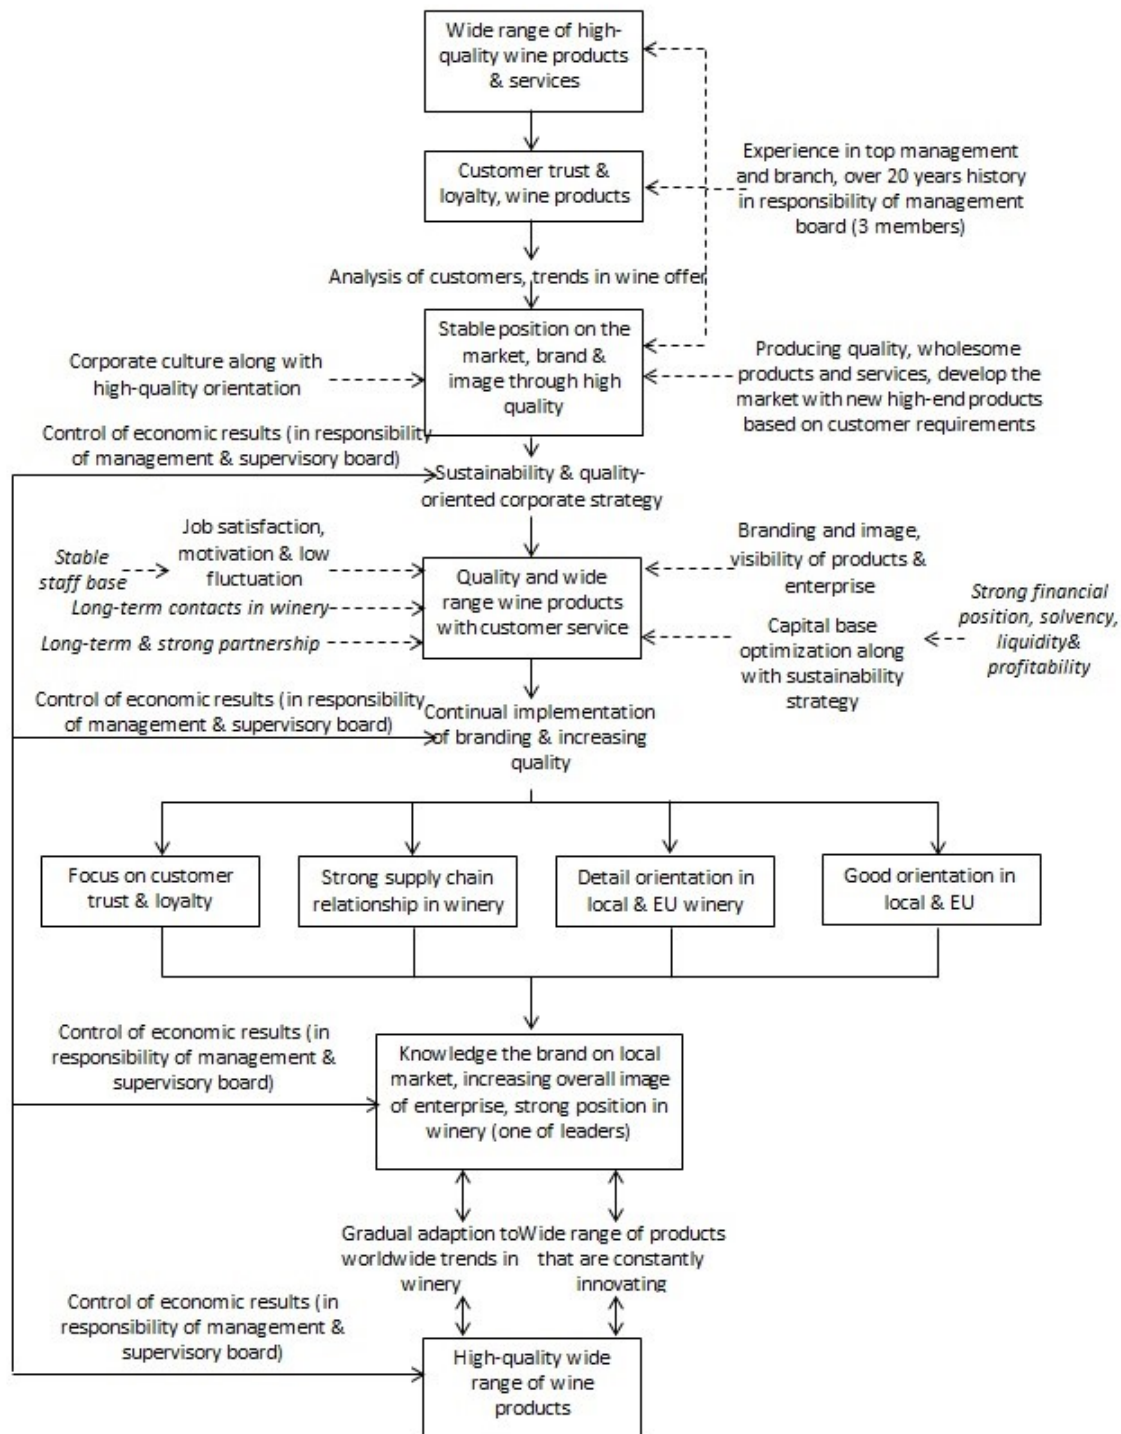 Wide range of high-
quality wine products
& services
Experience in top management
and branch, over 20 years history
in responsibility of management
board (3 members)
Customer trust &
loyalty, wine products
Analysis of customers, trends in wine offer
Stable position on the
market, brand &
image through high
quality
Corporate culture along with
high-quality orientation
Producing quality, wholesome
products and services, develop the
market with new high-end products
based on customer requirements
Control of economic results (in responsibility
of management & supervisory board)
Sustainability & quality-
oriented corporate strategy
Job satisfaction,
motivation & low
fluctuation
Stable
staff base
Long-term contacts in winery
Long-term & strong partnership
Quality and wide
range wine products
with customer service
Branding and image,
visibility of products &
enterprise
Capital base
optimization along
with sustainability
strategy
Strong financial
position, solvency,
liquidity&
profitability
Control of economic results (in responsibility
of management & supervisory board)
Continual implementation
of branding & increasing
quality
Focus on customer
trust & loyalty
Strong supply chain
relationship in winery
Detail orientation in
local & EU winery
Good orientation in
local & EU
Control of economic results (in
responsibility of management &
supervisory board)
Knowledge the brand on local
market, increasing overall image
of enterprise, strong position in
winery (one of leaders)
Gradual adaption to
worldwide trends in
winery
Wide range of products
that are constantly
innovating
Control of economic results (in
responsibility of management &
supervisory board)
High-quality wide
range of wine
products